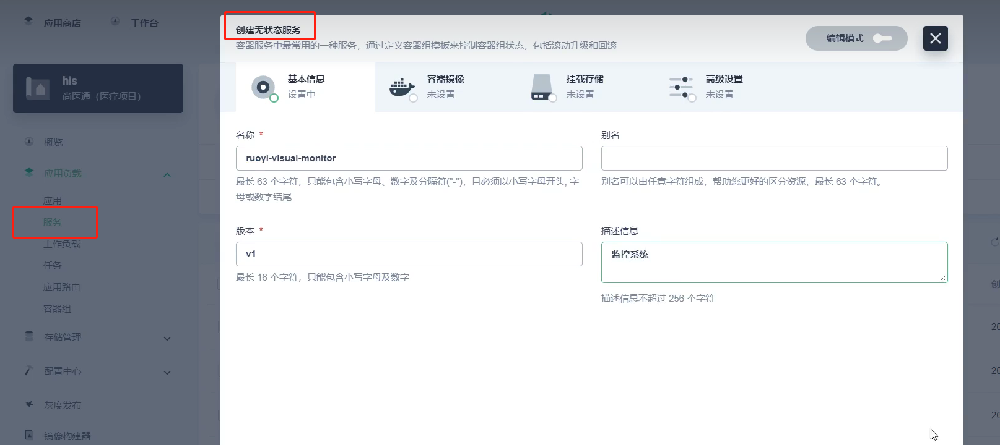 应用商店
工作台
his
尚医通（医疗项目）
概览
应用负载
应用
服务
工作负载
任务
应用路由
容器组
存储管理
配置中心
灰度发布
镜像构建器
创建无状态服务
容器服务中最常用的一种服务，通过定义容器组模板来控制容器组状态，包括滚动升级和回滚
编辑模式
基本信息
设置中
容器镜像
未设置
挂载存储
未设置
高级设置
未设置
名称 *
ruoyi-visual-monitor
最长 63 个字符，只能包含小写字母、数字及分隔符("-")，且必须以小写字母开头, 字
母或数字结尾
别名
别名可以由任意字符组成，帮助您更好的区分资源，最长 63 个字符。
版本 *
v1
最长 16 个字符，只能包含小写字母及数字
描述信息
监控系统
描述信息不超过 256 个字符
创
20
20
20